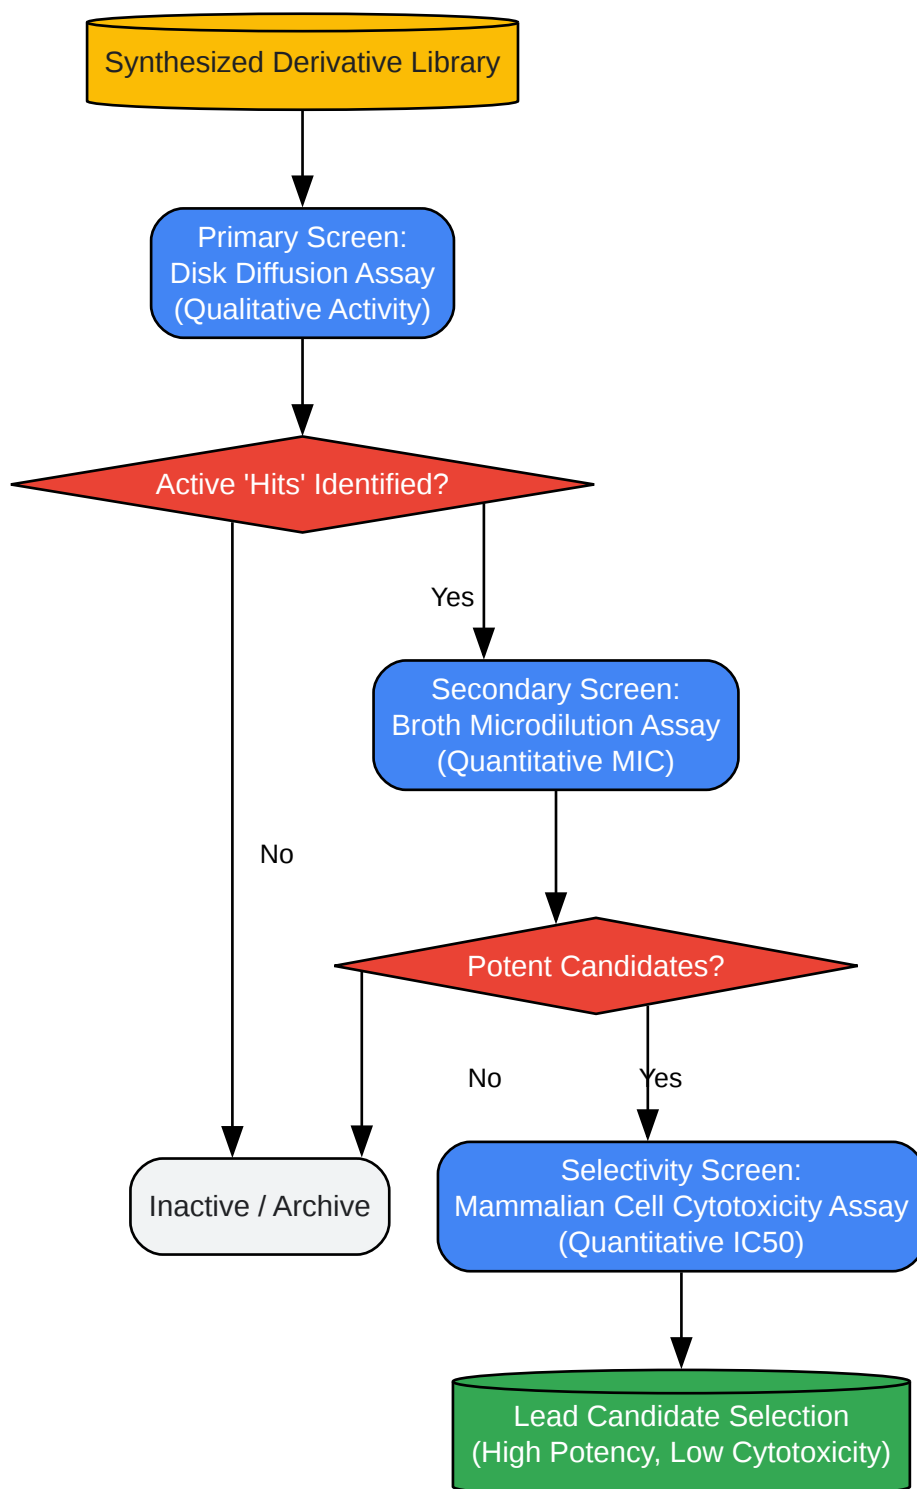 Synthesized Derivative Library
Primary Screen:
Disk Diffusion Assay
(Qualitative Activity)
Active 'Hits' Identified?
Yes
Secondary Screen:
Broth Microdilution Assay
(Quantitative MIC)
No
Potent Candidates?
No
Yes
Inactive / Archive
Selectivity Screen:
Mammalian Cell Cytotoxicity Assay
(Quantitative IC50)
Lead Candidate Selection
(High Potency, Low Cytotoxicity)